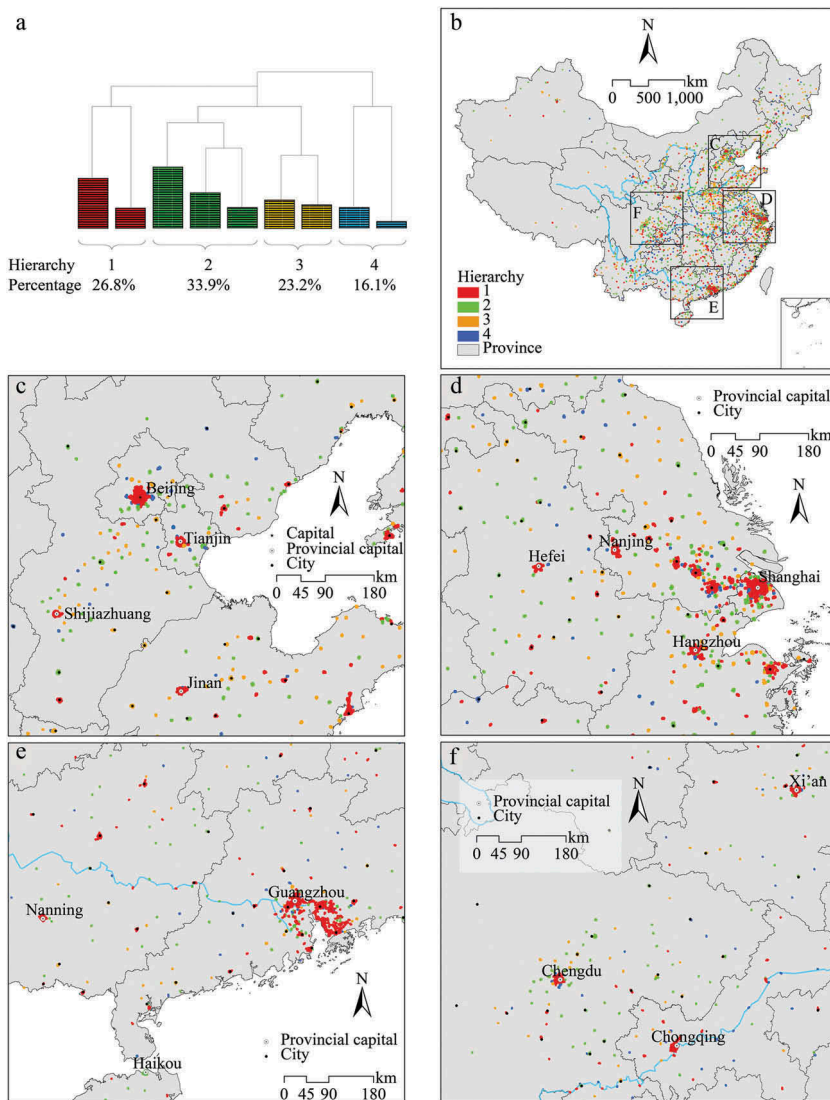 a
Hierarchy 1 2 3 4
Percentage 26.8% 33.9% 23.2% 16.1%
b
N
km
0 500 1,000
C
D
F
E
Hierarchy
1
2
3
4
Province
c
Beijing
N
Tianjin
Capital
Provincial capital
City
km
0 45 90 180
Shijiazhuang
Jinan
d
Provincial capital
City
km
0 45 90 180
N
Nanjing
Hefei
Shanghai
Hangzhou
e
Guangzhou
Nanning
N
Provincial capital
City
km
0 45 90 180
Haikou
f
Xi'an
N
Provincial capital
City
0 km
45 90 180
Chengdu
Chongqing